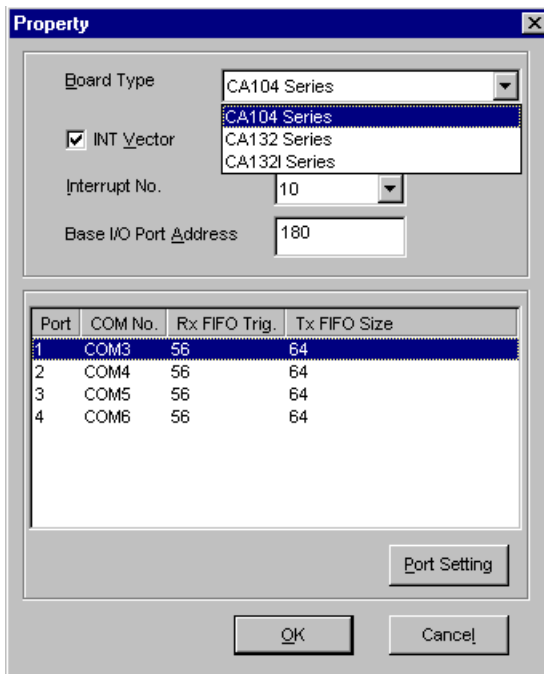 Property
Board Type
CA104 Series
CA104 Series
CA132 Series
CA132I Series
INT Vector
Interrupt No.
10
Base I/O Port Address
180
Port COM No. Rx FIFO Trig. Tx FIFO Size
1 COM3 56 64
2 COM4 56 64
3 COM5 56 64
4 COM6 56 64
Port Setting
OK
Cancel